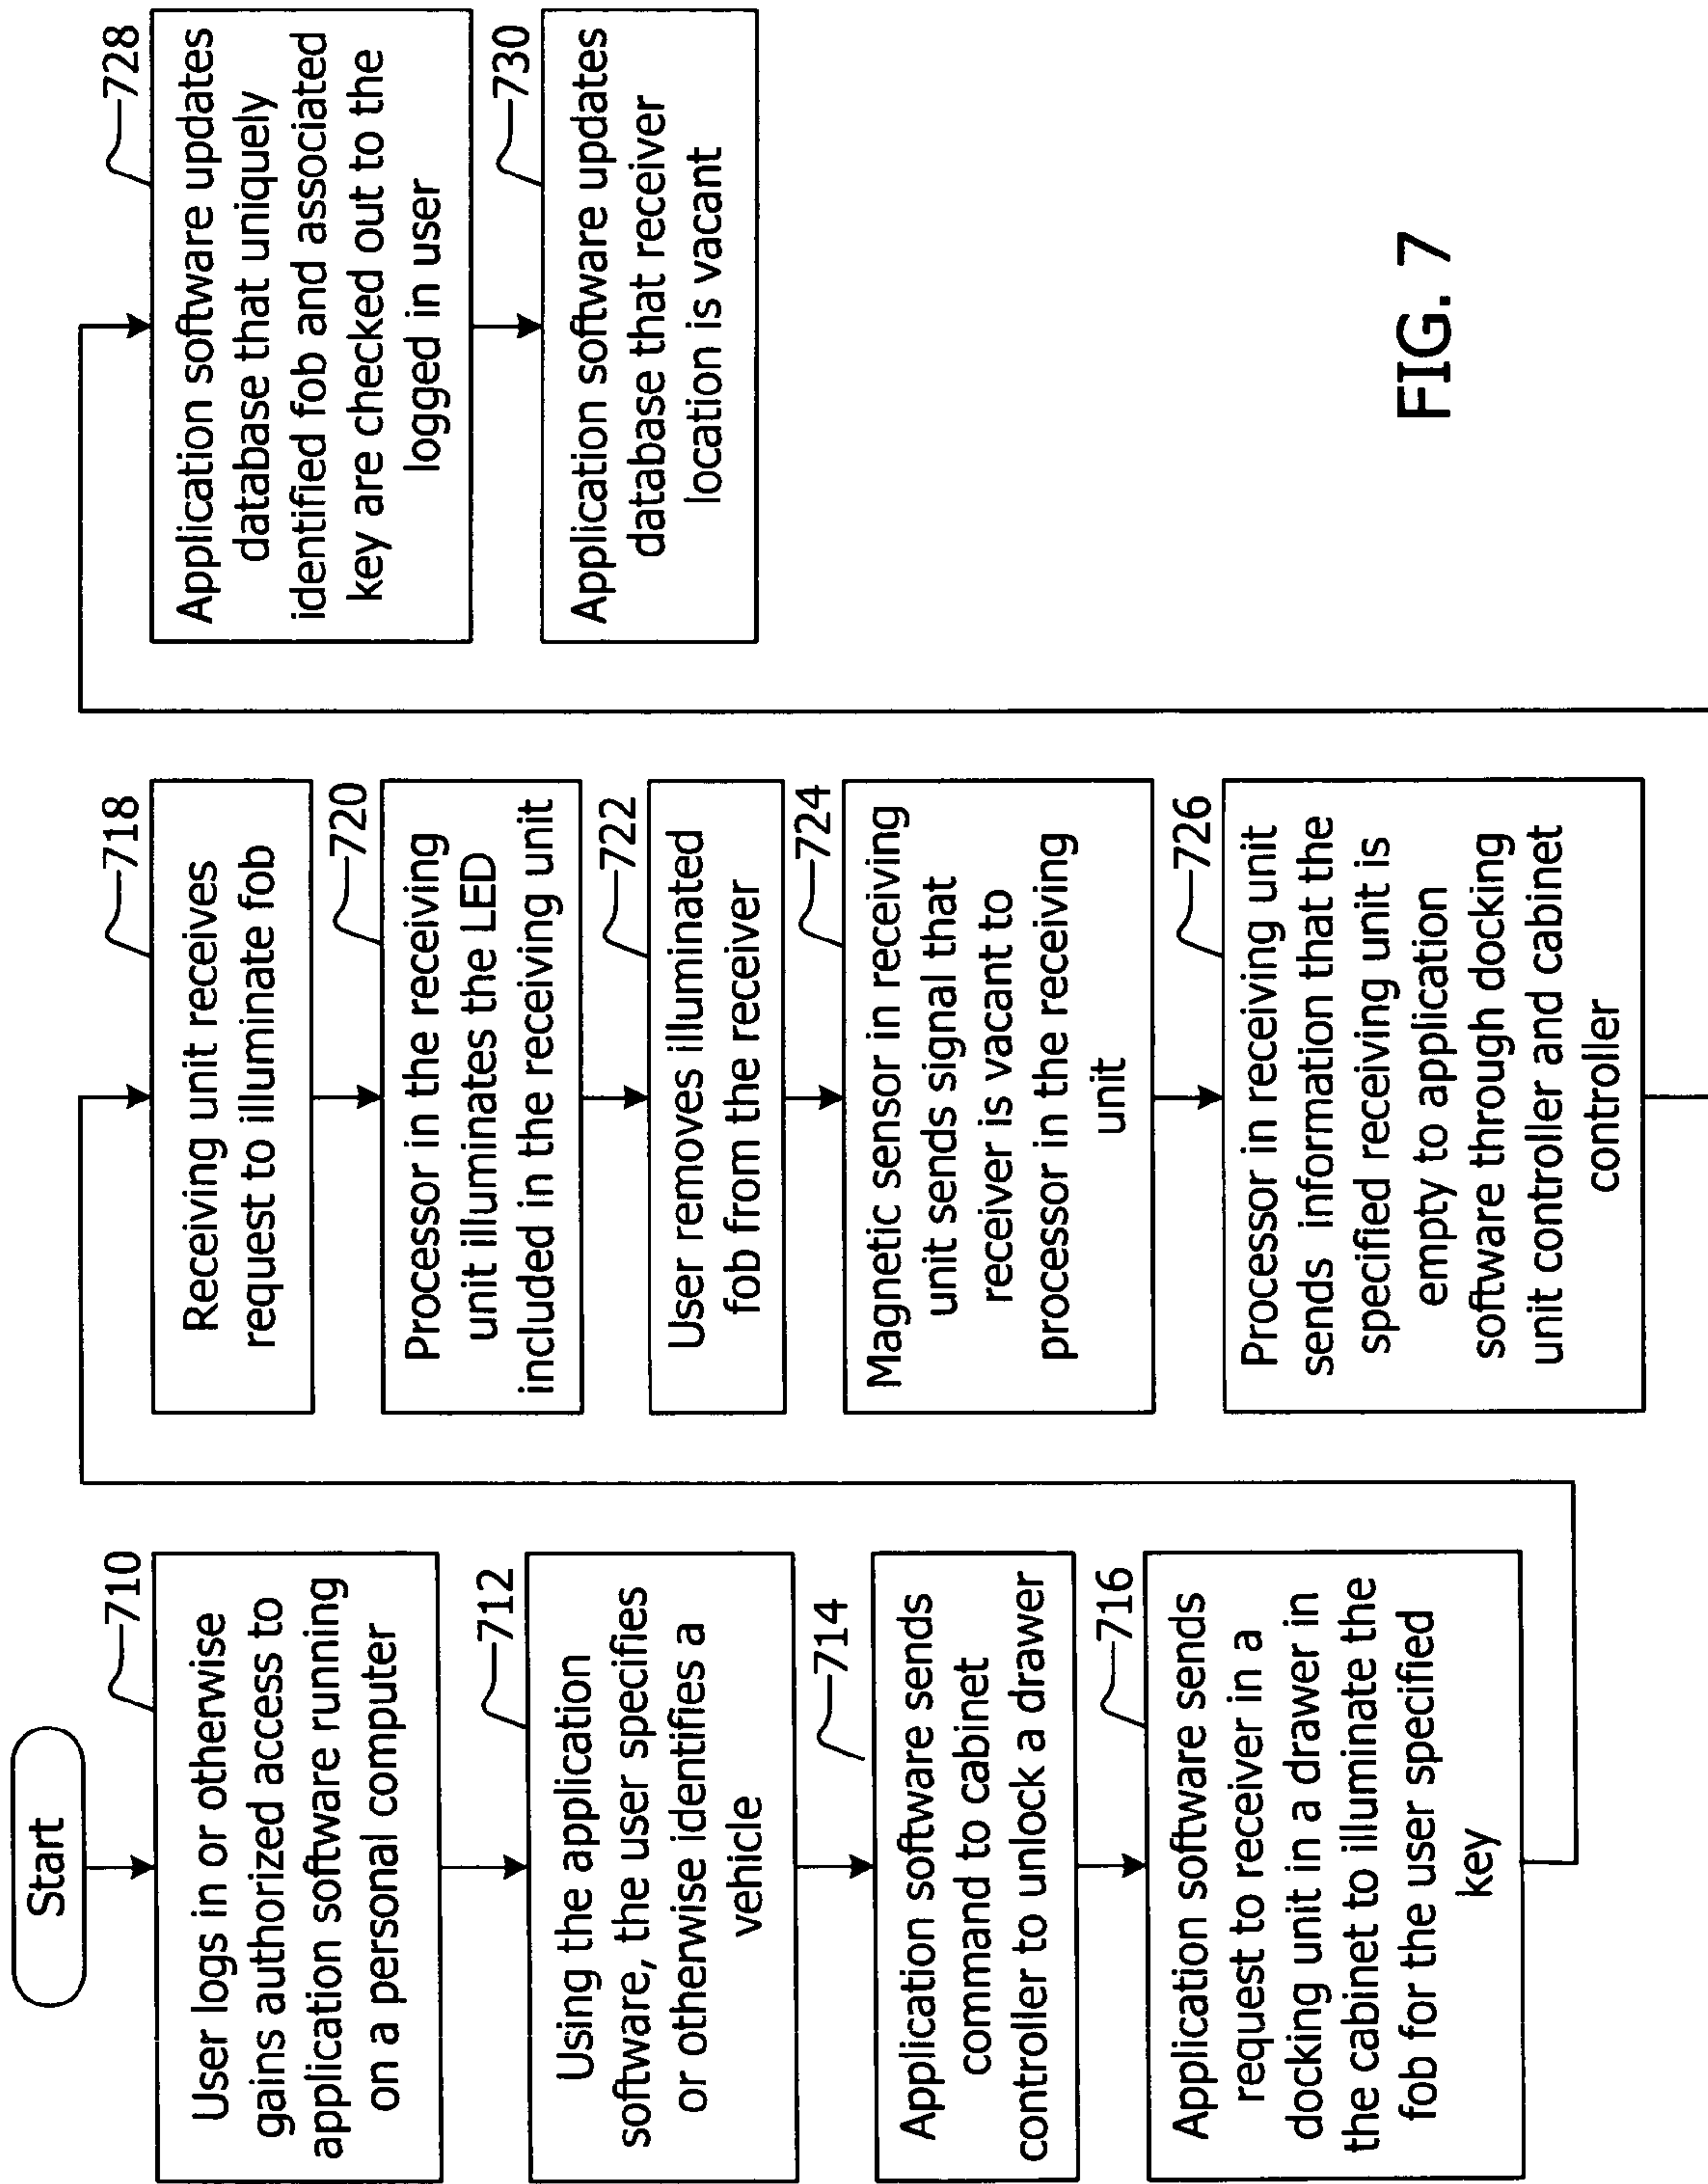 Start
710
User logs in or otherwise
gains authorized access to
application software running
on a personal computer
712
Using the application
software, the user specifies
or otherwise identifies a
vehicle
714
Application software sends
command to cabinet
controller to unlock a drawer
716
Application software sends
request to receiver in a
docking unit in a drawer in
the cabinet to illuminate the
fob for the user specified
key
718
Receiving unit receives
request to illuminate fob
720
Processor in the receiving
unit illuminates the LED
included in the receiving unit
722
User removes illuminated
fob from the receiver
724
Magnetic sensor in receiving
unit sends signal that
receiver is vacant to
processor in the receiving
unit
726
Processor in receiving unit
sends information that the
specified receiving unit is
empty to application
software through docking
unit controller and cabinet
controller
728
Application software updates
database that uniquely
identified fob and associated
key are checked out to the
logged in user
730
Application software updates
database that receiver
location is vacant
FIG. 7